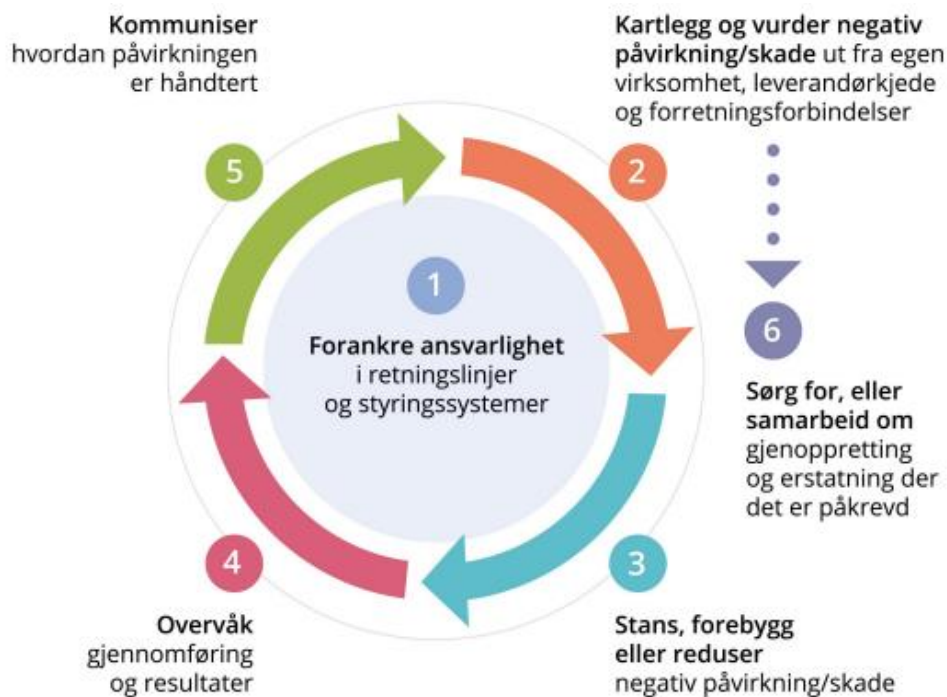 Kommuniser
hvordan påvirkningen
er håndtert
5
Kartlegg og vurder negativ
påvirkning/skade ut fra egen
virksomhet, leverandørkjede
og forretningsforbindelser
2
1
Forankre ansvarlighet
i retningslinjer
og styringssystemer
6
Sørg for, eller
samarbeid om
gjenoppretting
og erstatning der
det er påkrevd
4
Overvåk
gjennomføring
og resultater
3
Stans, forebygg
eller reduser
negativ påvirkning/skade